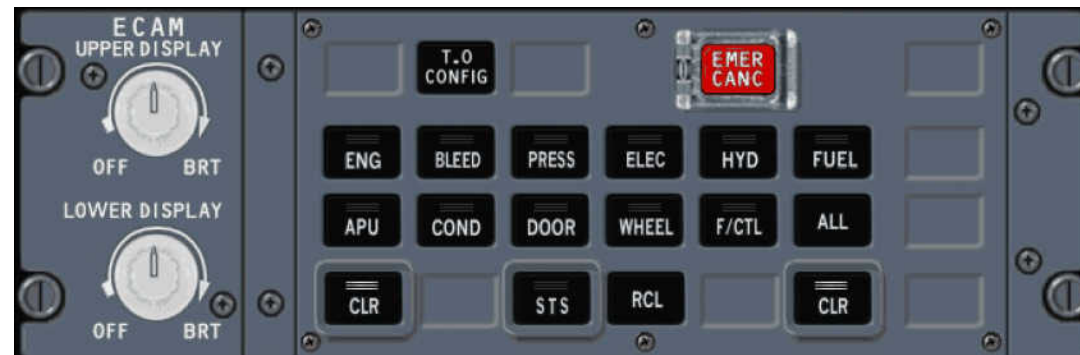 ECAM
UPPER DISPLAY
OFF BRT
LOWER DISPLAY
OFF BRT
T.O
CONFIG
EMER
CANC
ENG BLEED PRESS ELEC HYD FUEL
APU COND DOOR WHEEL F/CTL ALL
CLR STS RCL CLR